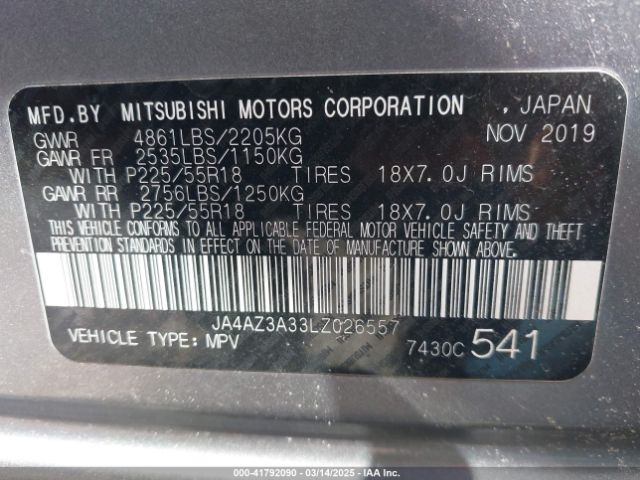 MFD.BY MITSUBISHI MOTORS CORPORATION . JAPAN
GVWR 4861LBS/2205KG NOV 2019
GAWR FR 2535LBS/1150KG
WITH P225/55R18 TIRES 18X7.0J RIMS
GAWR RR 2756LBS/1250KG
WITH P225/55R18 TIRES 18X7.0J RIMS
THIS VEHICLE CONFORMS TO ALL APPLICABLE FEDERAL MOTOR VEHICLE SAFETY AND THEFT
PREVENTION STANDARDS IN EFFECT ON THE DATE OF MANUFACTURE SHOWN ABOVE.
JA4AZ3A33LZ026557
VEHICLE TYPE: MPV 7430C 541
000-41792090 - 03/14/2025 - IAA Inc.